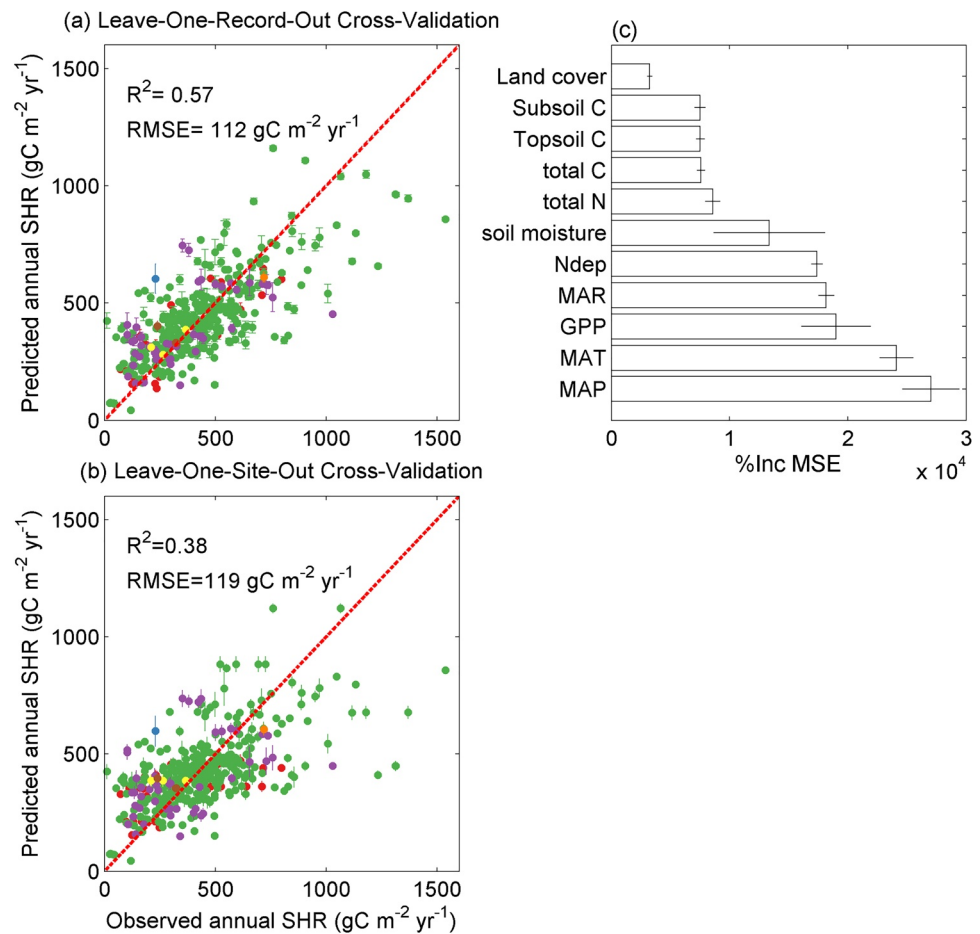 (a) Leave-One-Record-Out Cross-Validation
Predicted annual SHR (gC m⁻² yr⁻¹)
1500
1000
500
0
R²= 0.57
RMSE= 112 gC m⁻² yr⁻¹
0 500 1000 1500
(b) Leave-One-Site-Out Cross-Validation
Predicted annual SHR (gC m⁻² yr⁻¹)
1500
1000
500
0
R²=0.38
RMSE=119 gC m⁻² yr⁻¹
0 500 1000 1500
Observed annual SHR (gC m⁻² yr⁻¹)
(c)
Land cover
Subsoil C
Topsoil C
total C
total N
soil moisture
Ndep
MAR
GPP
MAT
MAP
0 1 2 3
%Inc MSE
x 10⁴